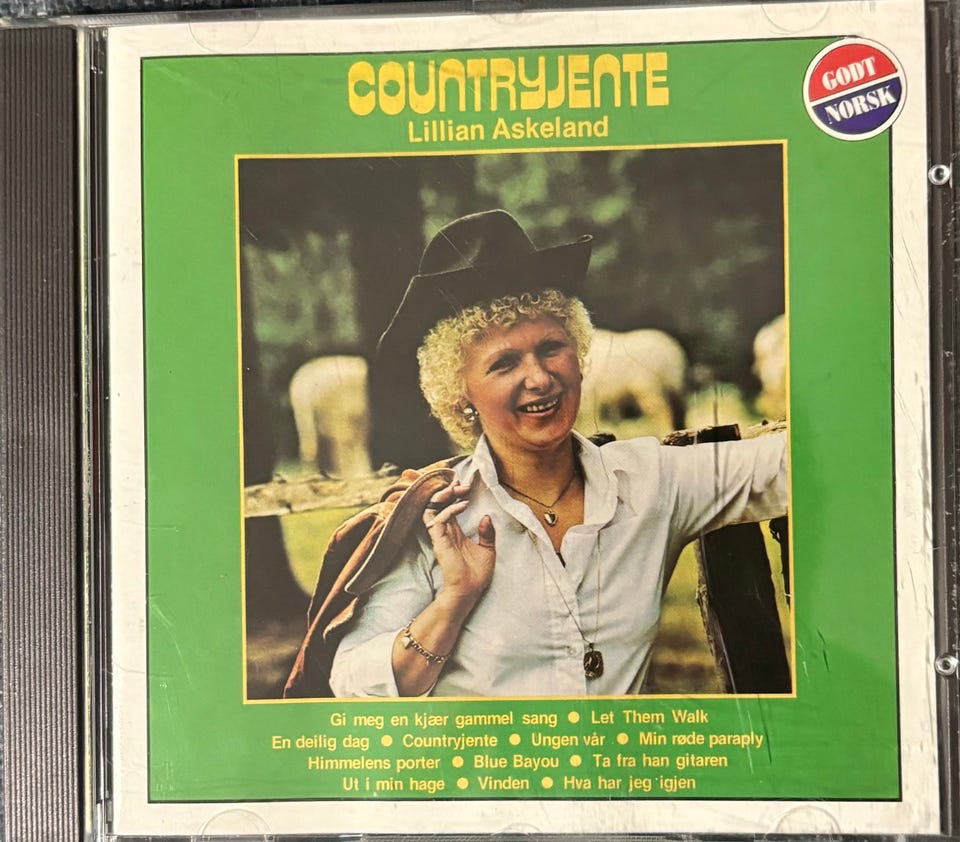 COUNTRYJENTE
Lillian Askeland
GODT
NORSK
Gi meg en kjær gammel sang ● Let Them Walk
En deilig dag ● Countryjente ● Ungen vår ● Min røde paraply
Himmelens porter ● Blue Bayou ● Ta fra han gitaren
Ut i min hage ● Vinden ● Hva har jeg igjen